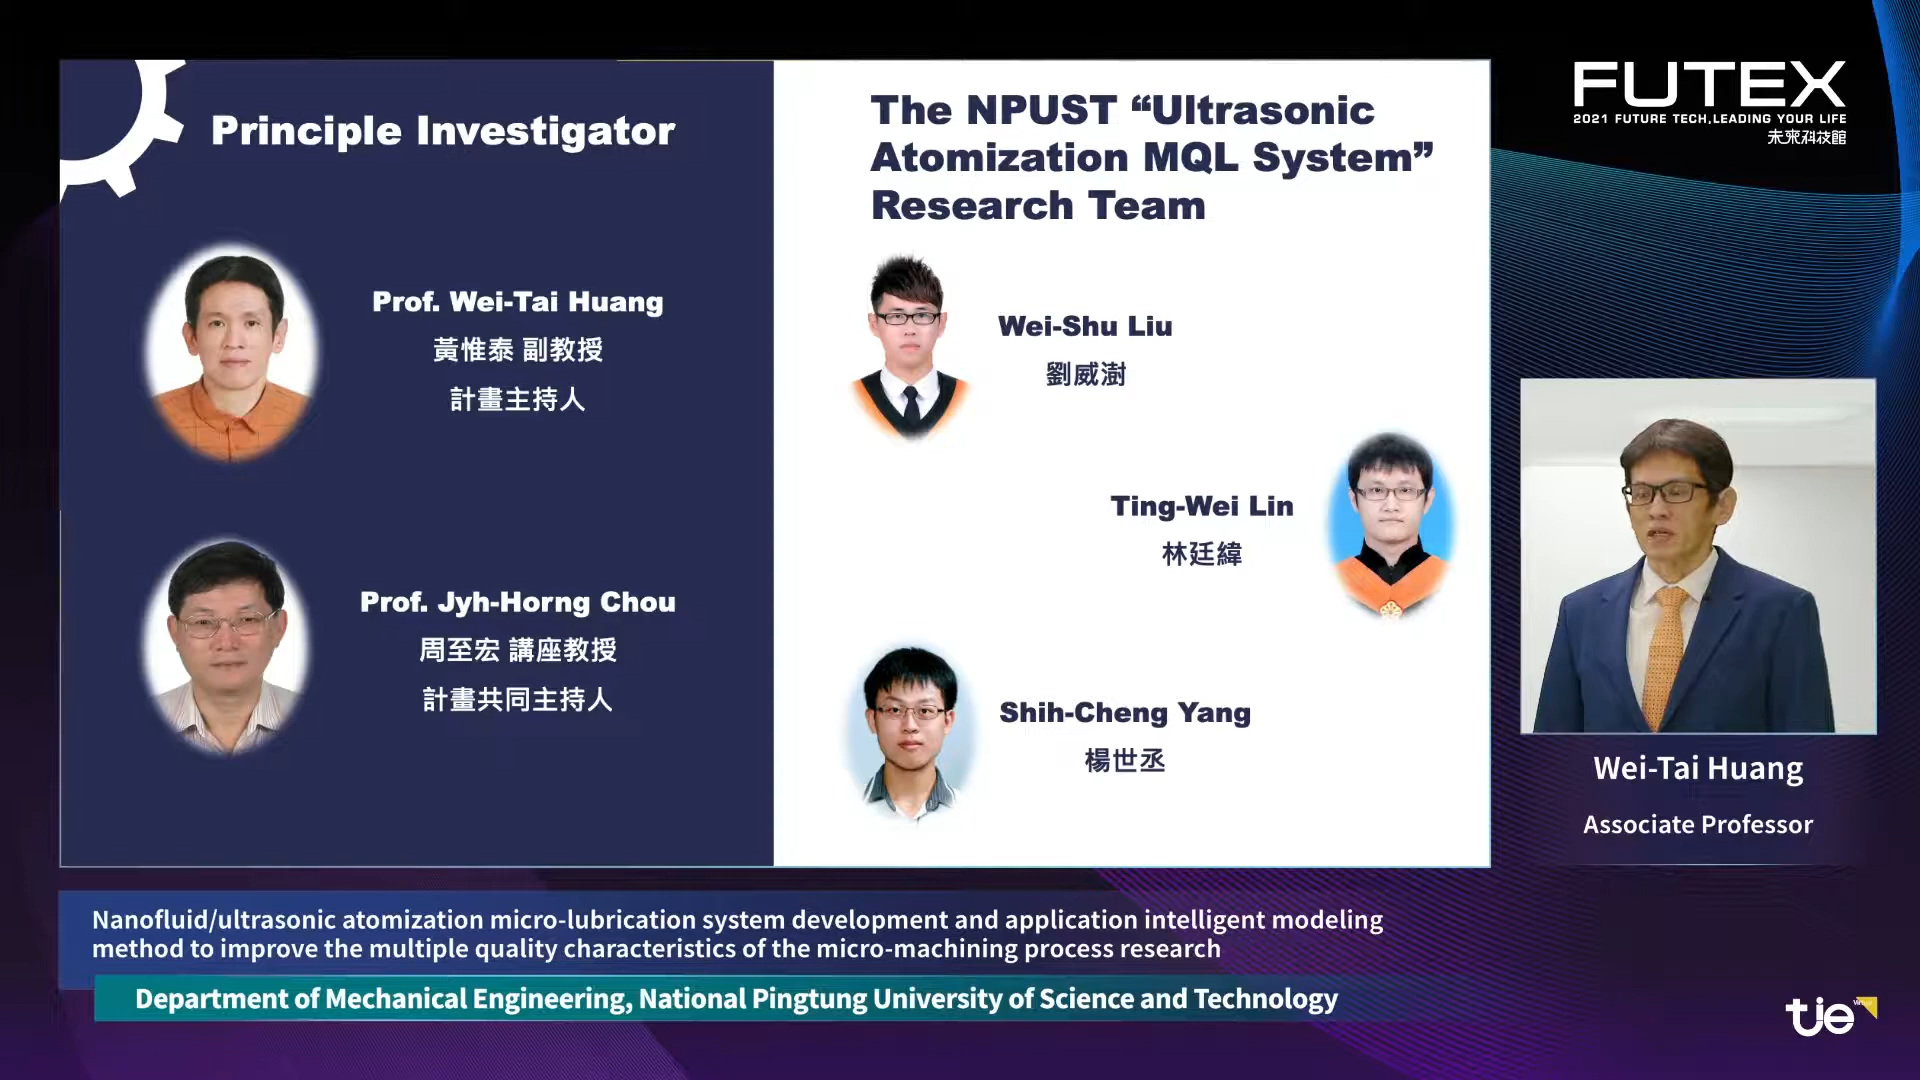 Principle Investigator
Prof. Wei-Tai Huang
黃惟泰 副教授
計畫主持人
Prof. Jyh-Horng Chou
周至宏 講座教授
計畫共同主持人
The NPUST “Ultrasonic
Atomization MQL System”
Research Team
Wei-Shu Liu
劉威澍
Ting-Wei Lin
林廷緯
Shih-Cheng Yang
楊世丞
FUTEX
2021 FUTURE TECH,LEADING YOUR LIFE
未來科技館
Wei-Tai Huang
Associate Professor
Nanofluid/ultrasonic atomization micro-lubrication system development and application intelligent modeling
method to improve the multiple quality characteristics of the micro-machining process research
Department of Mechanical Engineering, National Pingtung University of Science and Technology
tie